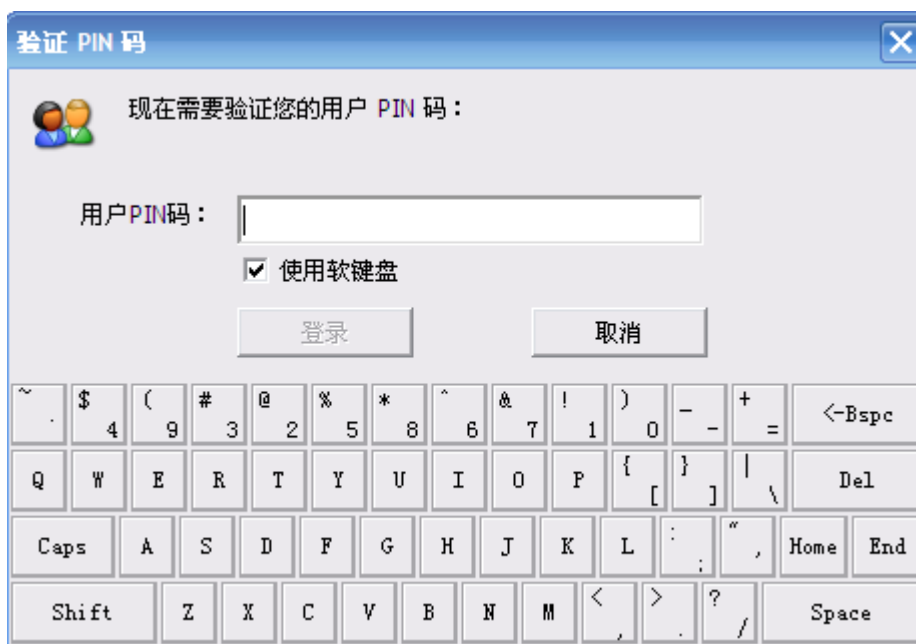 验证 PIN 码
现在需要验证您的用户 PIN 码：
用户PIN码：
使用软键盘
登录 取消
~ . $ 4 ( 9 # 3 @ 2 % 5 * 8 ^ 6 & 7 ! 1 ) 0 _ - + = <-Bspc
Q W E R T Y U I O P { [ } ] | \ Del
Caps A S D F G H J K L : ; " , Home End
Shift Z X C V B N M < , > . ? / Space